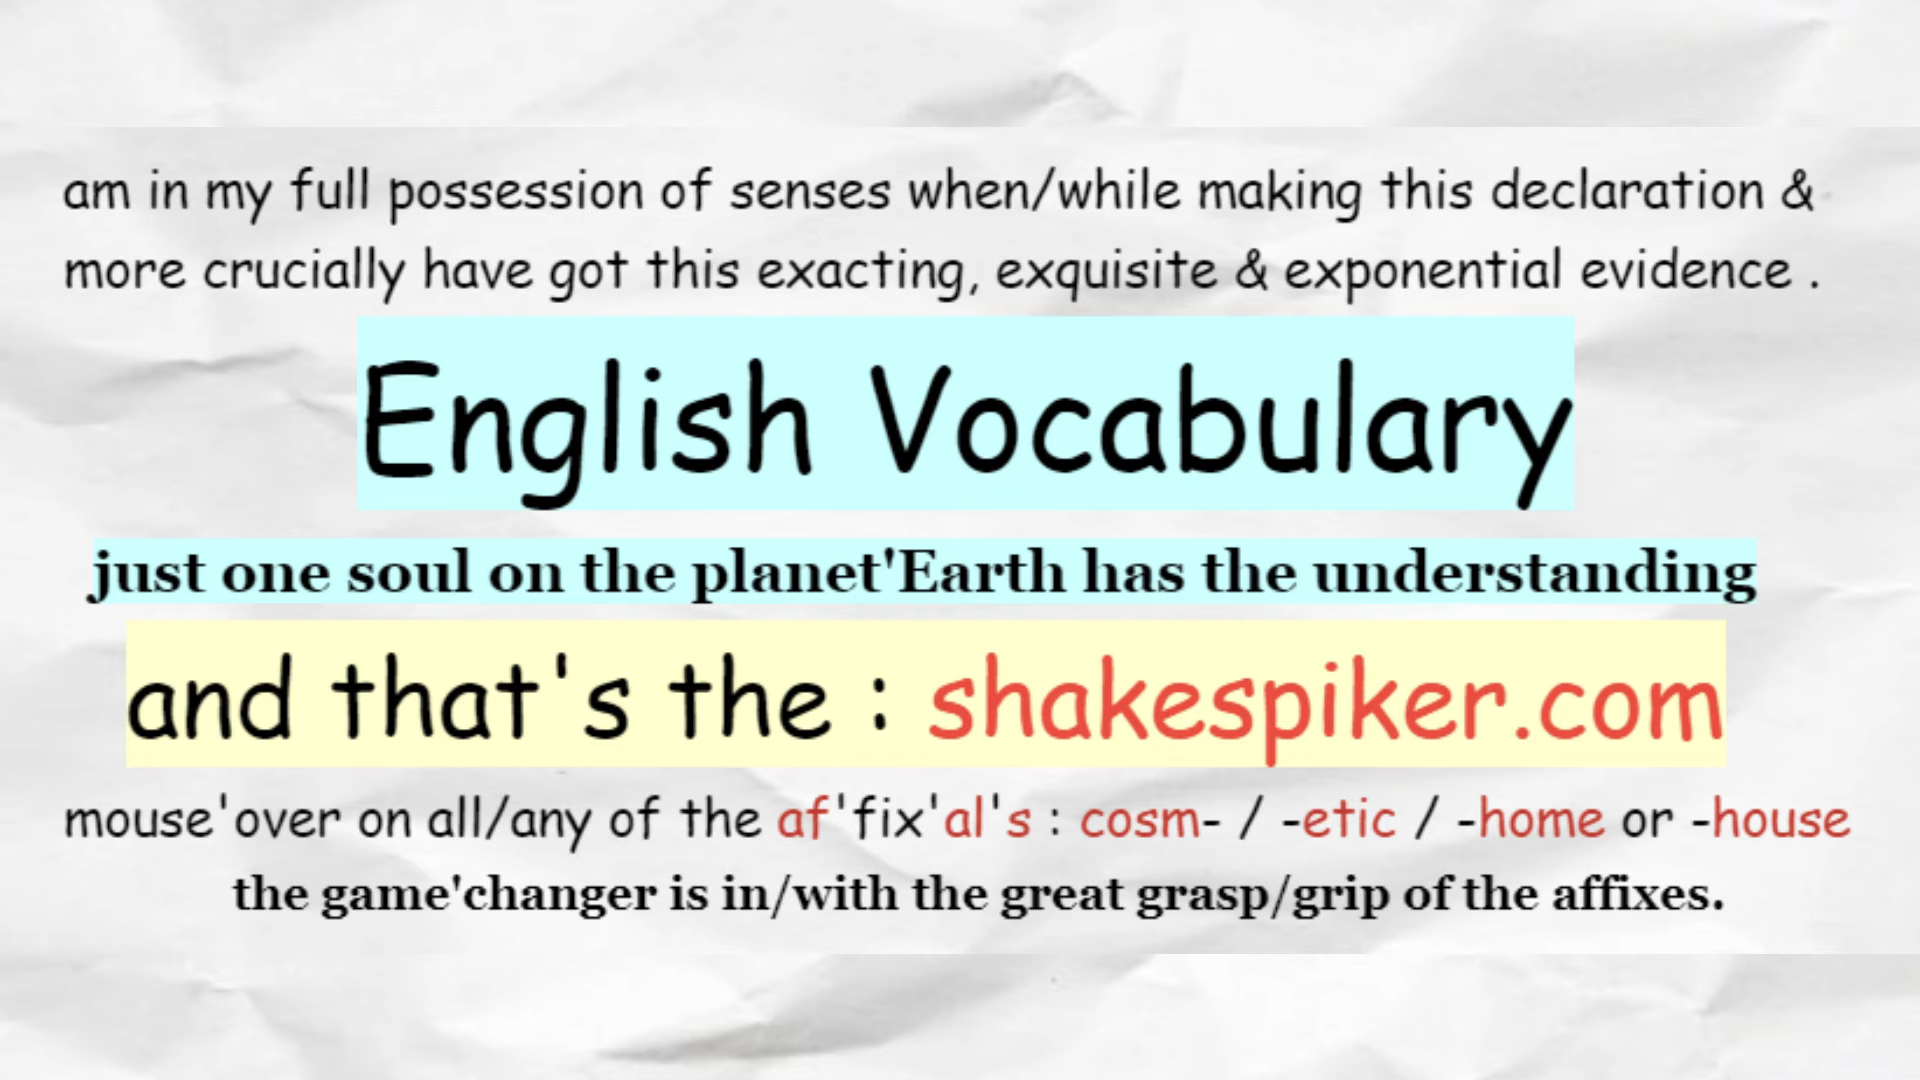 am in my full possession of senses when/while making this declaration &
more crucially have got this exacting, exquisite & exponential evidence .
English Vocabulary
just one soul on the planet'Earth has the understanding
and that's the : shakespiker.com
mouse'over on all/any of the af'fix'al's : cosm- / -etic / -home or -house
the game'changer is in/with the great grasp/grip of the affixes.